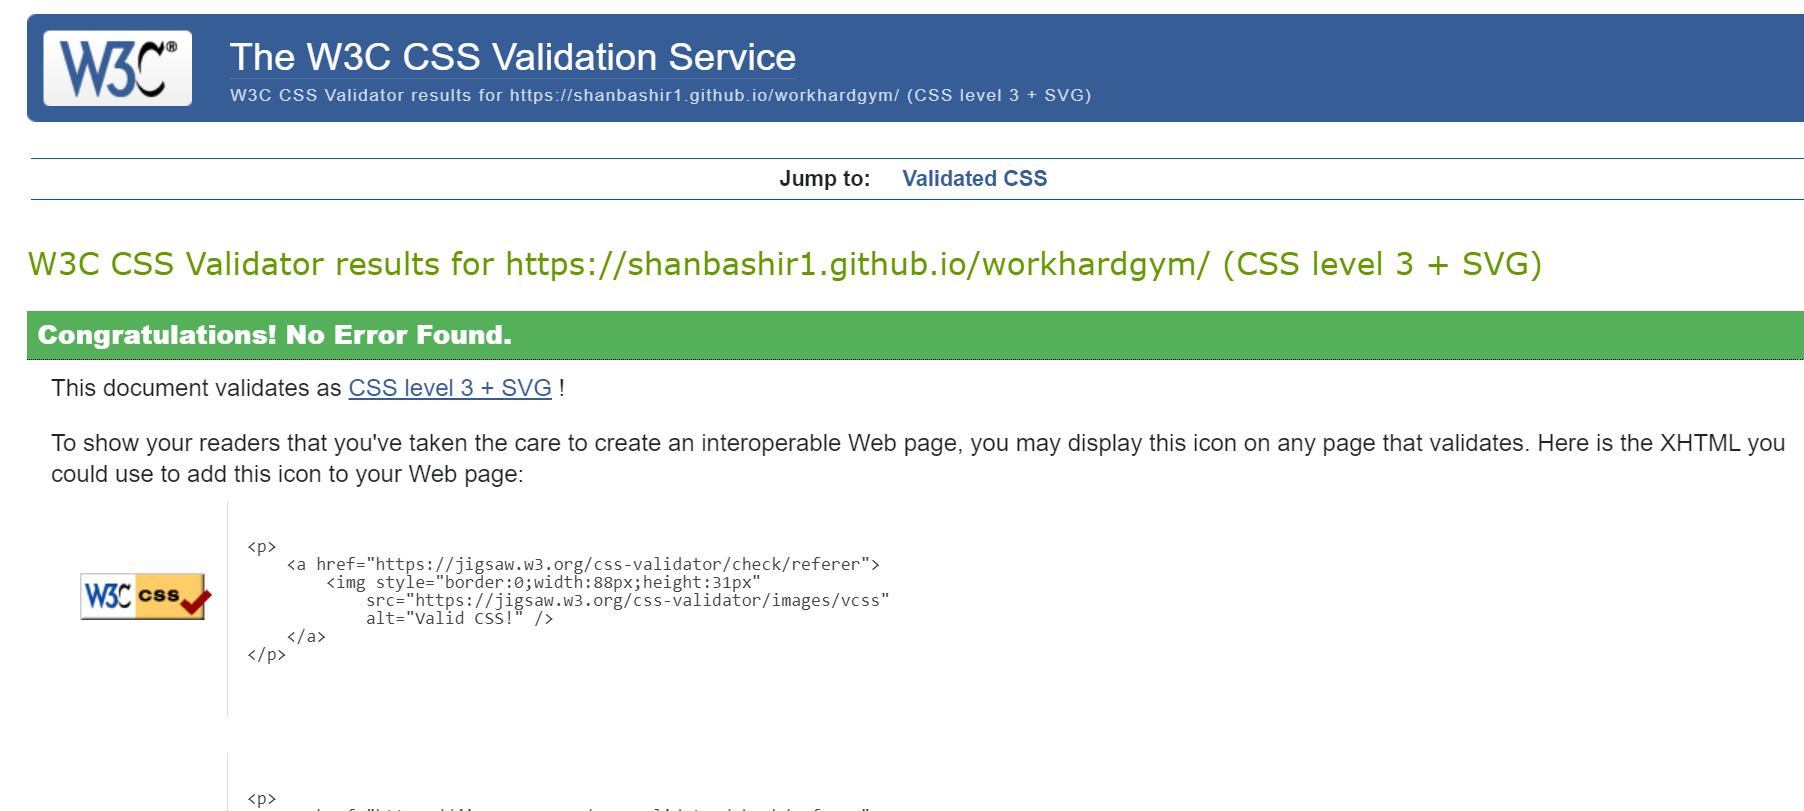 W3C®
The W3C CSS Validation Service
W3C CSS Validator results for https://shanbashir1.github.io/workhardgym/ (CSS level 3 + SVG)
Jump to: Validated CSS
W3C CSS Validator results for https://shanbashir1.github.io/workhardgym/ (CSS level 3 + SVG)
Congratulations! No Error Found.
This document validates as CSS level 3 + SVG !
To show your readers that you've taken the care to create an interoperable Web page, you may display this icon on any page that validates. Here is the XHTML you
could use to add this icon to your Web page:
W3C css
<p>
    <a href="https://jigsaw.w3.org/css-validator/check/referer">
        <img style="border:0;width:88px;height:31px"
            src="https://jigsaw.w3.org/css-validator/images/vcss"
            alt="Valid CSS!" />
    </a>
</p>
<p>